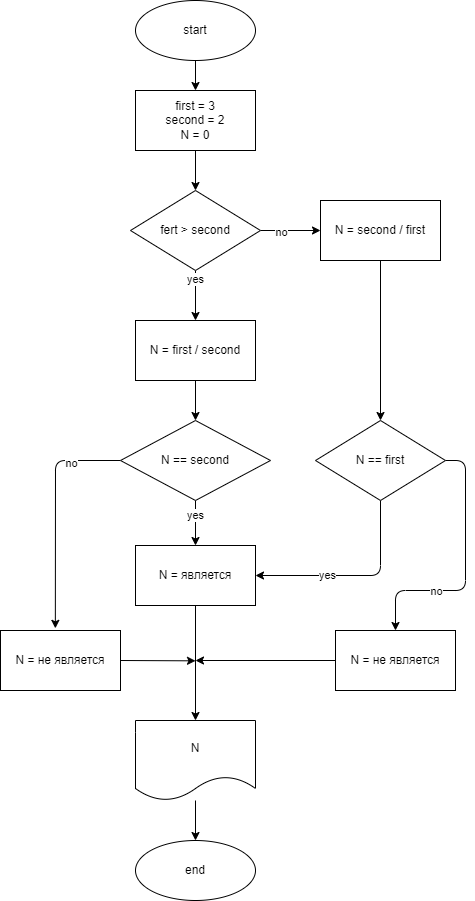 start
first = 3
second = 2
N = 0
fert > second
no
N = second / first
yes
N = first / second
N == second
N == first
no
yes
N = является
yes
no
N = не является
N = не является
N
end